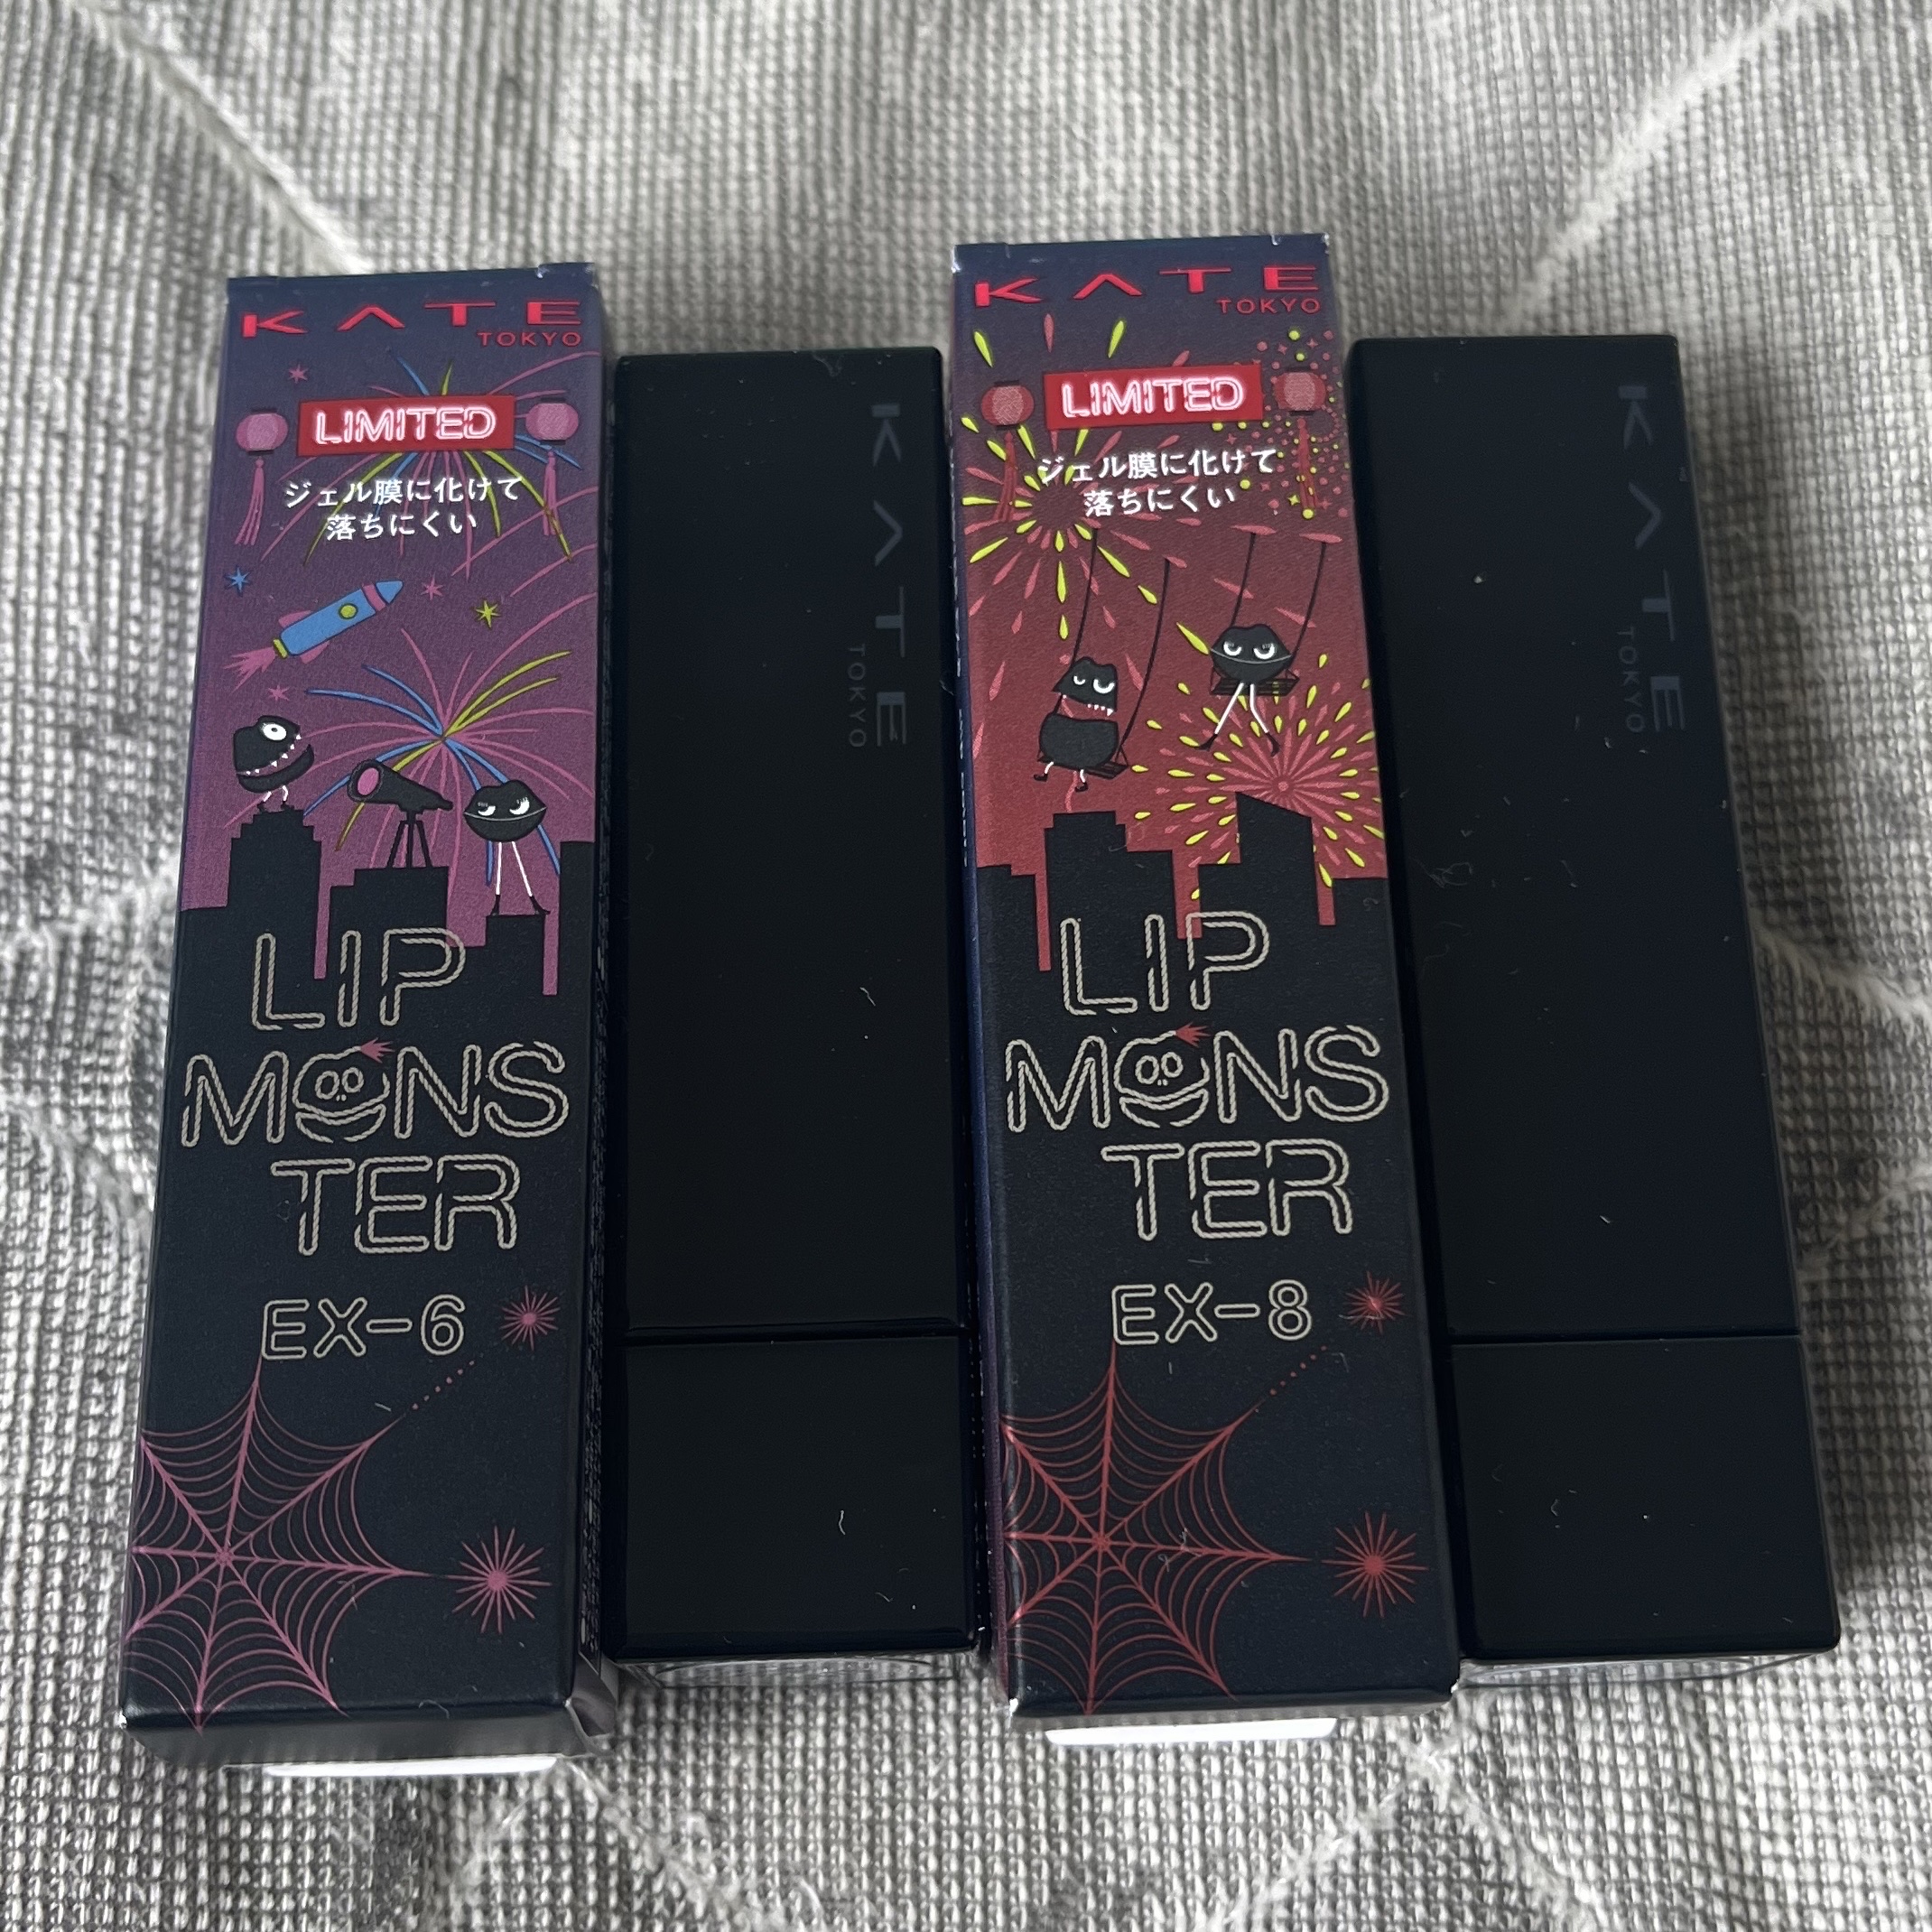 KATE
TOKYO
LIMITED
ジェル膜に化けて
落ちにくい
LIP
MONS
TER
EX-6
KATE
TOKYO
KATE
TOKYO
LIMITED
ジェル膜に化けて
落ちにくい
LIP
MONS
TER
EX-8
KATE
TOKYO